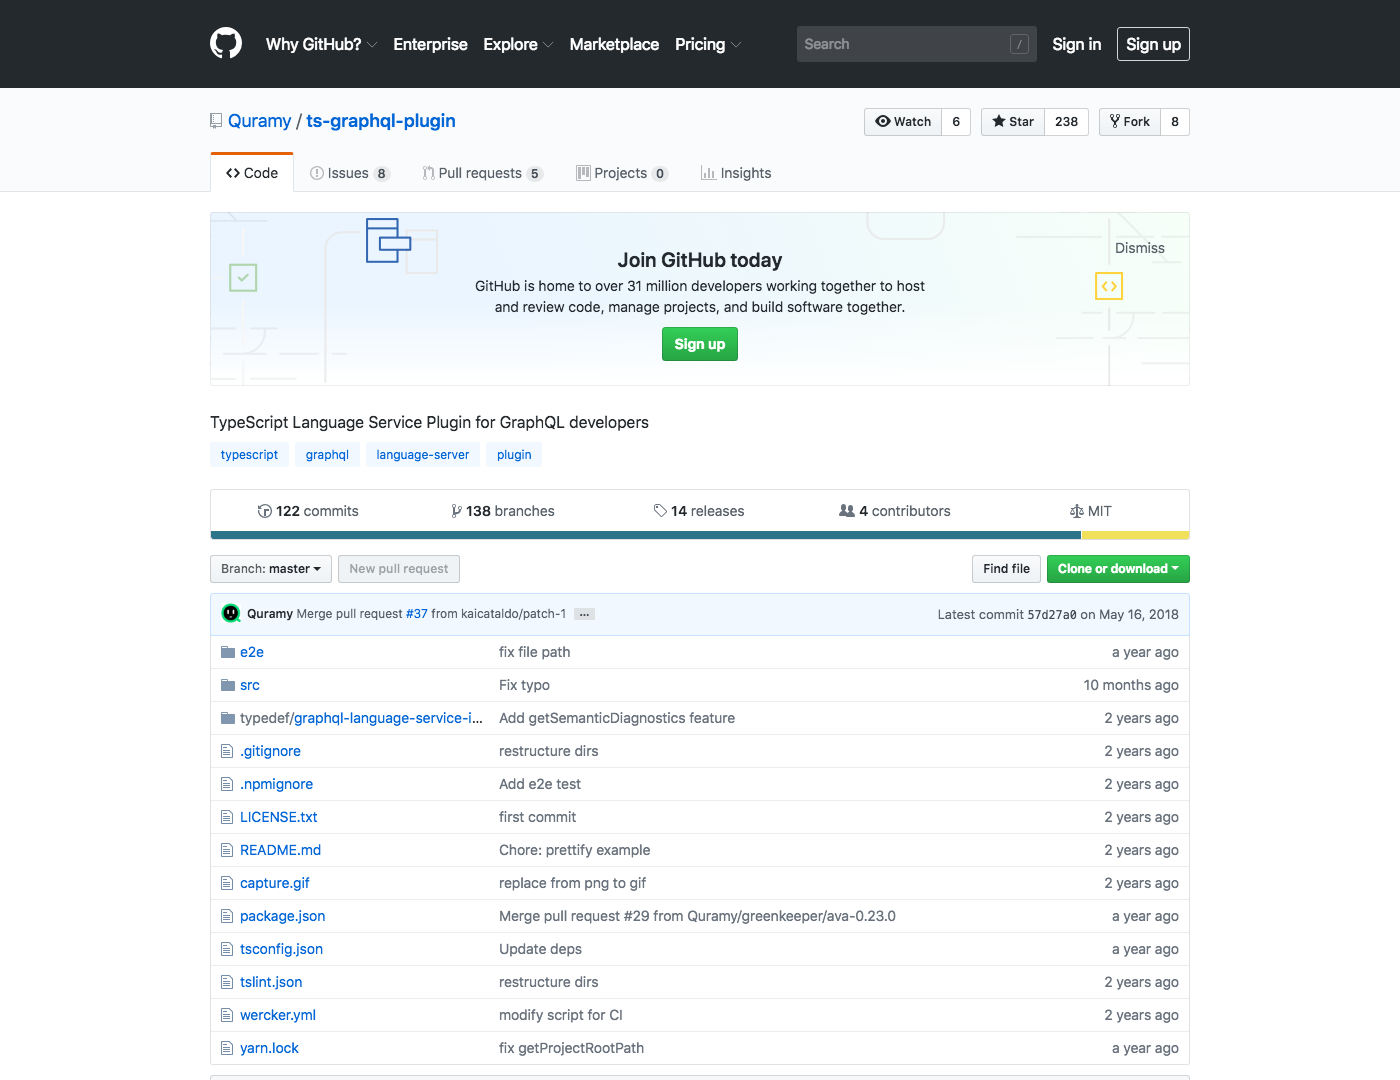 Why GitHub? Enterprise Explore Marketplace Pricing Search / Sign in Sign up
Quramy / ts-graphql-plugin Watch 6 Star 238 Fork 8
Code Issues 8 Pull requests 5 Projects 0 Insights
Dismiss
Join GitHub today
GitHub is home to over 31 million developers working together to host
and review code, manage projects, and build software together.
Sign up
TypeScript Language Service Plugin for GraphQL developers
typescript graphql language-server plugin
122 commits 138 branches 14 releases 4 contributors MIT
Branch: master New pull request Find file Clone or download
Quramy Merge pull request #37 from kaicataldo/patch-1 … Latest commit 57d27a0 on May 16, 2018
e2e fix file path a year ago
src Fix typo 10 months ago
typedef/graphql-language-service-i… Add getSemanticDiagnostics feature 2 years ago
.gitignore restructure dirs 2 years ago
.npmignore Add e2e test 2 years ago
LICENSE.txt first commit 2 years ago
README.md Chore: prettify example 2 years ago
capture.gif replace from png to gif 2 years ago
package.json Merge pull request #29 from Quramy/greenkeeper/ava-0.23.0 a year ago
tsconfig.json Update deps a year ago
tslint.json restructure dirs 2 years ago
wercker.yml modify script for CI 2 years ago
yarn.lock fix getProjectRootPath a year ago